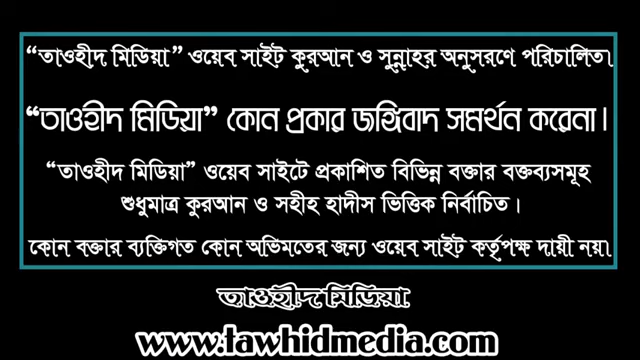 “তাওহীদ মিডিয়া” ওয়েব সাইট কুরআন ও সুন্নাহর অনুসরণে পরিচালিত।
“তাওহীদ মিডিয়া” কোন প্রকার জঙ্গিবাদ সমর্থন করেনা।
“তাওহীদ মিডিয়া” ওয়েব সাইটে প্রকাশিত বিভিন্ন বক্তার বক্তব্যসমূহ
শুধুমাত্র কুরআন ও সহীহ হাদীস ভিত্তিক নির্বাচিত।
কোন বক্তার ব্যক্তিগত কোন অভিমতের জন্য ওয়েব সাইট কর্তৃপক্ষ দায়ী নয়।
তাওহীদ মিডিয়া
www.tawhidmedia.com